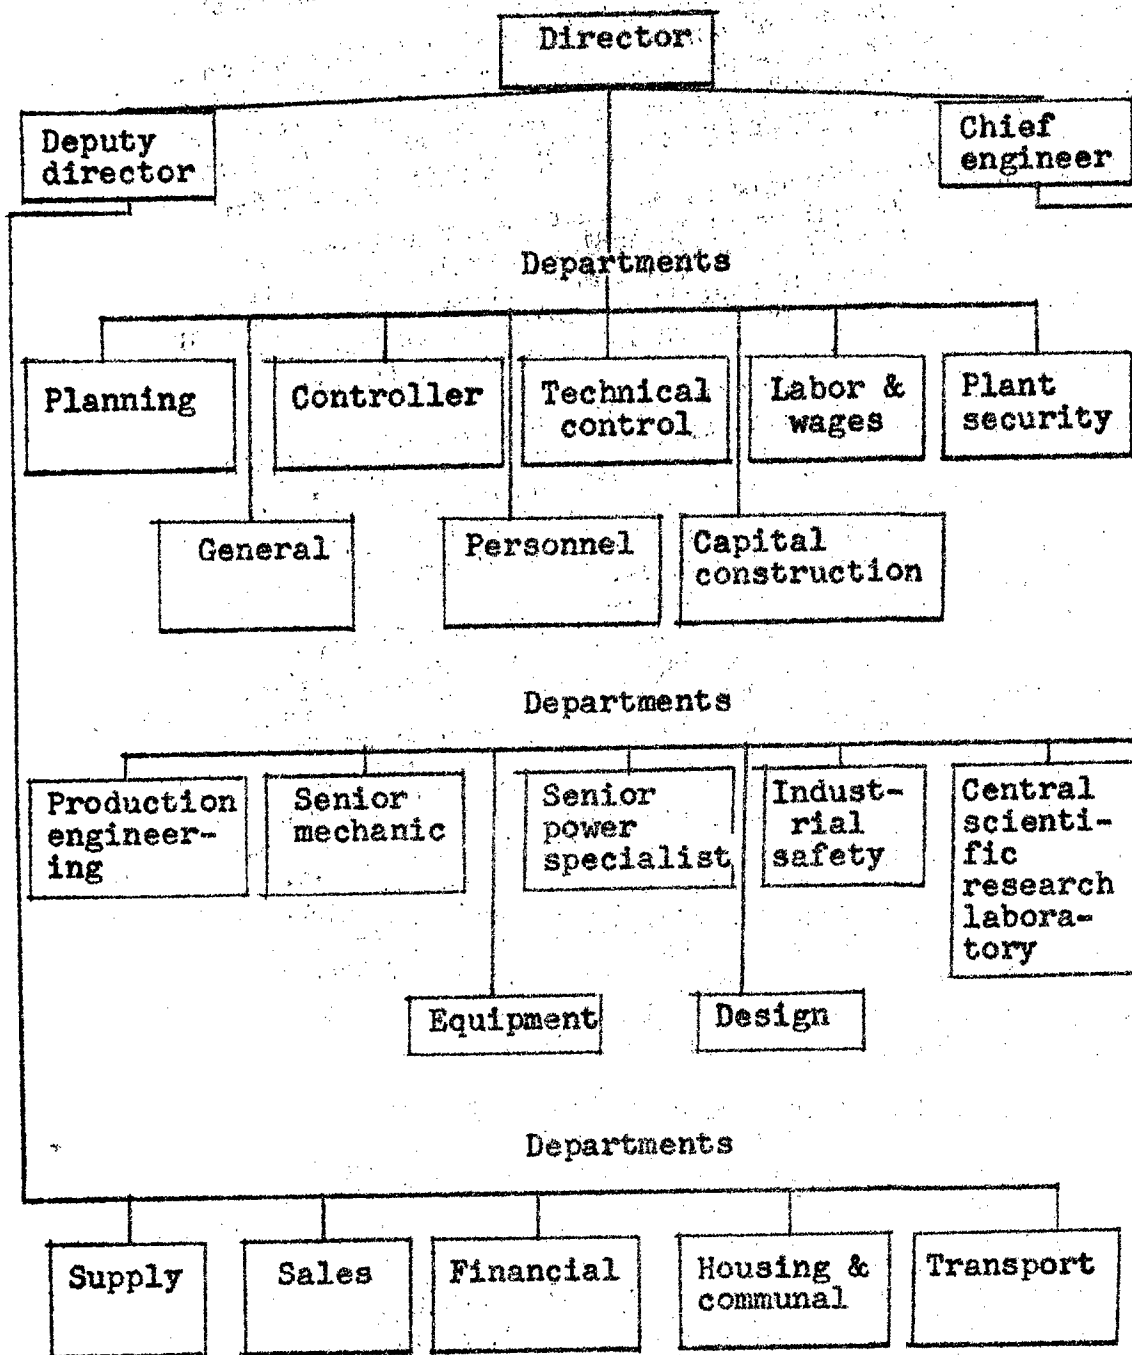 Director
Deputy
director
Chief
engineer
Departments
Planning
Controller
Technical
control
Labor &
wages
Plant
security
General
Personnel
Capital
construction
Departments
Production
engineer-
ing
Senior
mechanic
Senior
power
specialist
Indust-
rial
safety
Central
scienti-
fic
research
labora-
tory
Equipment
Design
Departments
Supply
Sales
Financial
Housing &
communal
Transport